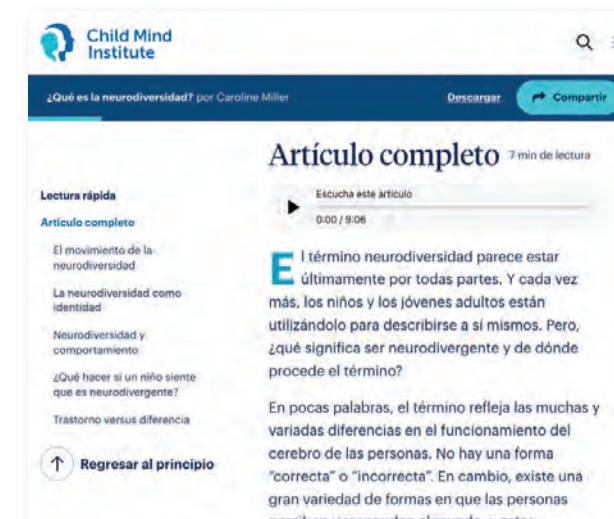 Child Mind
Institute
¿Qué es la neurodiversidad? por Caroline Miller
Descargar
Compartir
Artículo completo 7 min de lectura
Lectura rápida
Artículo completo
El movimiento de la
neurodiversidad
La neurodiversidad como
identidad
Neurodiversidad y
comportamiento
¿Qué hacer si un niño siente
que es neurodivergente?
Trastorno versus diferencia
Regresar al principio
Escucha este artículo
0:00 / 9:06
El término neurodiversidad parece estar
últimamente por todas partes. Y cada vez
más, los niños y los jóvenes adultos están
utilizándolo para describirse a sí mismos. Pero,
¿qué significa ser neurodivergente y de dónde
procede el término?
En pocas palabras, el término refleja las muchas y
variadas diferencias en el funcionamiento del
cerebro de las personas. No hay una forma
"correcta" o "incorrecta". En cambio, existe una
gran variedad de formas en que las personas